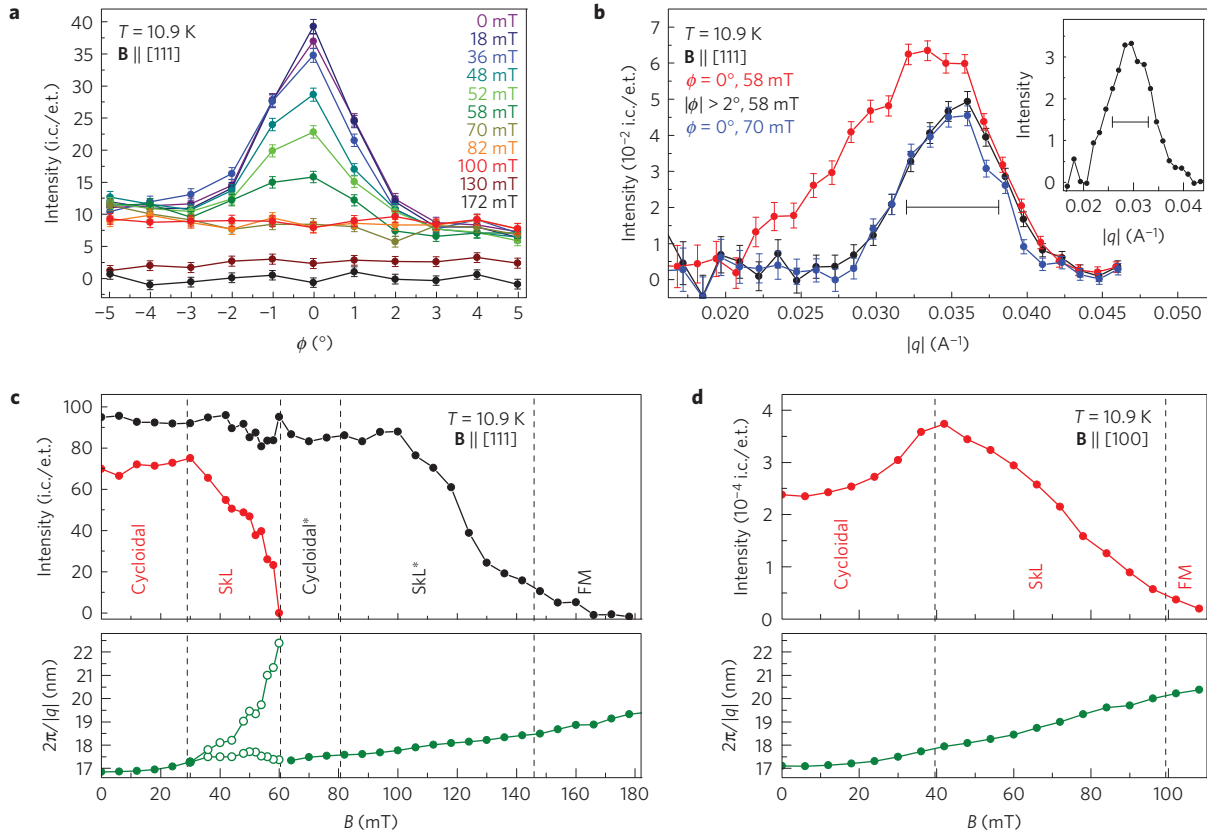 a
T = 10.9 K
B || [111]
0 mT
18 mT
36 mT
48 mT
52 mT
58 mT
70 mT
82 mT
100 mT
130 mT
172 mT
Intensity (i.c./e.t.)
40
35
30
25
20
15
10
5
0
−5 −4 −3 −2 −1 0 1 2 3 4 5
ϕ (°)
b
T = 10.9 K
B || [111]
ϕ = 0°, 58 mT
|ϕ| > 2°, 58 mT
ϕ = 0°, 70 mT
Intensity (10⁻² i.c./e.t.)
7
6
5
4
3
2
1
0
0.020 0.025 0.030 0.035 0.040 0.045 0.050
|q| (A⁻¹)
Intensity
3
2
1
0
0.02 0.03 0.04
|q| (A⁻¹)
c
T = 10.9 K
B || [111]
Intensity (i.c./e.t.)
100
80
60
40
20
0
Cycloidal
SkL
Cycloidal*
SkL*
FM
2π/|q| (nm)
22
21
20
19
18
17
0 20 40 60 80 100 120 140 160 180
B (mT)
d
T = 10.9 K
B || [100]
Intensity (10⁻⁴ i.c./e.t.)
4
3
2
1
0
Cycloidal
SkL
FM
2π/|q| (nm)
22
21
20
19
18
17
0 20 40 60 80 100
B (mT)